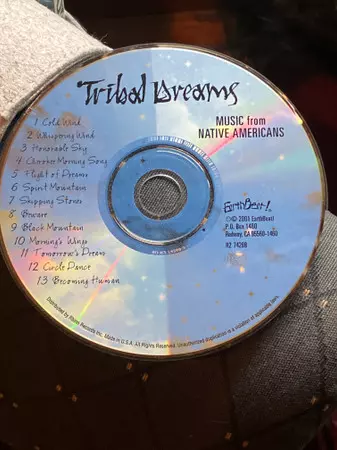 Tribal Dreams
MUSIC from
NATIVE AMERICANS
1 Cold Wind
2 Whispering Wind
3 Honorable Sky
4 Cherokee Morning Song
5 Flight of Dreams
6 Spirit Mountain
7 Skipping Stones
8 Beware
9 Black Mountain
10 Morning's Wings
11 Tomorrow's Dream
12 Circle Dance
13 Becoming Human
EarthBeat!
℗© 2001 EarthBeat!
P.O. Box 1460
Redway, CA 95560-1460
R2 74288
Distributed by Rhino Records Inc. Made in U.S.A. All Rights Reserved. Unauthorized duplication is a violation of applicable laws.